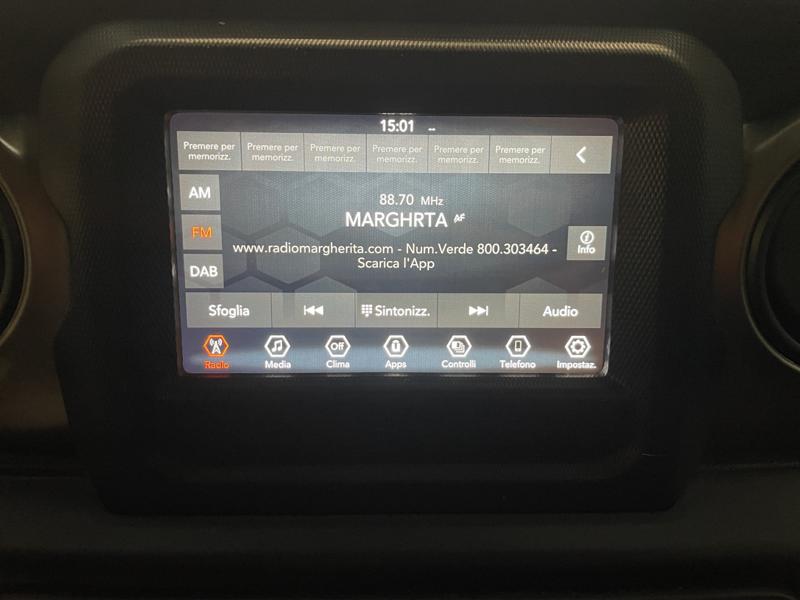 15:01 --
Premere per memorizz. Premere per memorizz. Premere per memorizz. Premere per memorizz. Premere per memorizz. Premere per memorizz.
AM
88.70 MHz
MARGHRTA AF
FM
www.radiomargherita.com - Num.Verde 800.303464 -
Scarica l'App
Info
DAB
Sfoglia Sintonizz. Audio
Off
Radio Media Clima Apps Controlli Telefono Impostaz.